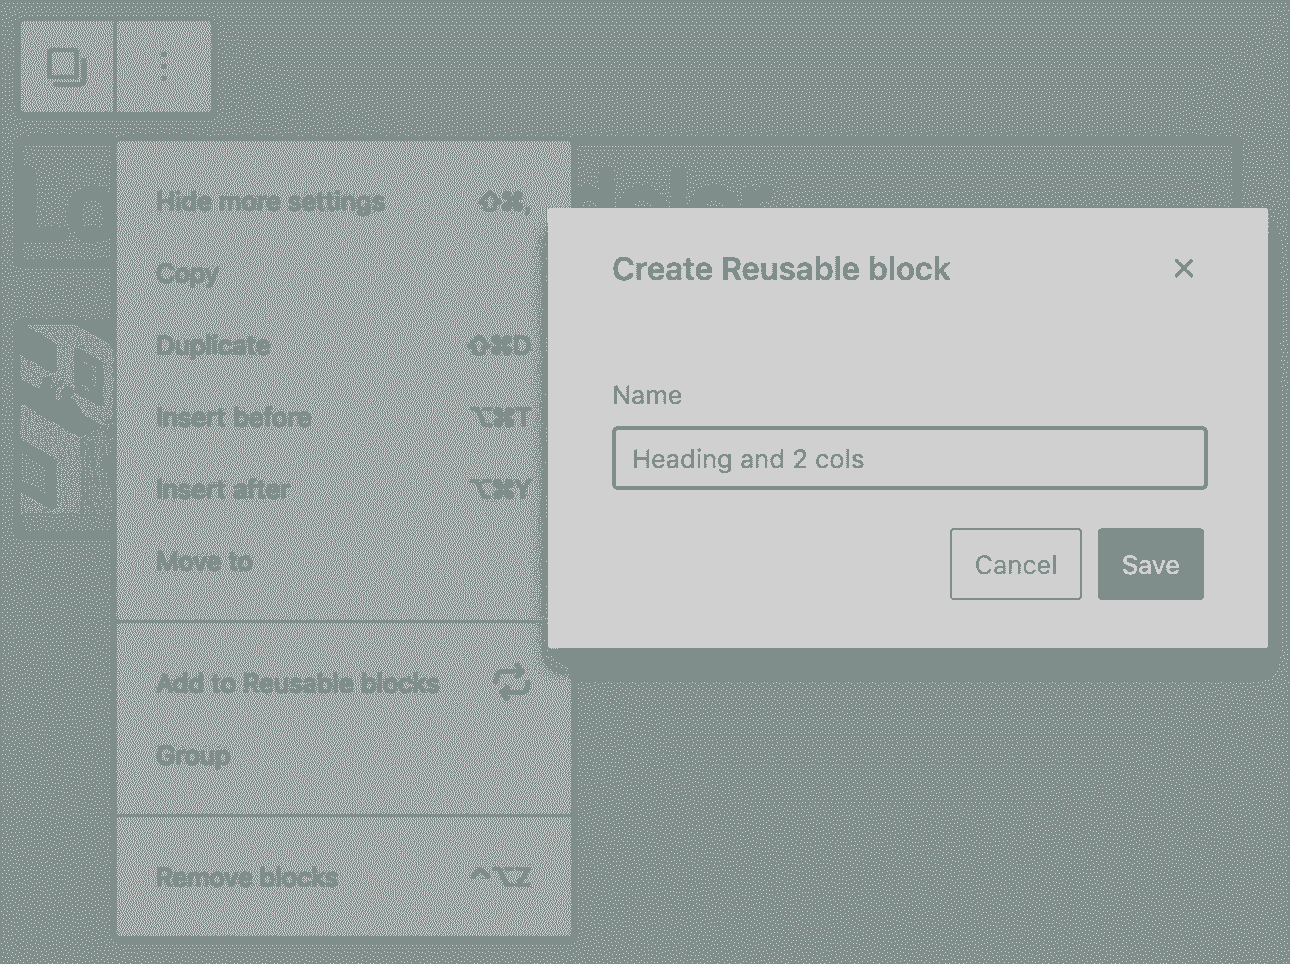 Hide more settings ⇧⌘,
Copy
Duplicate ⇧⌘D
Insert before ⌥⌘T
Insert after ⌥⌘Y
Move to
Add to Reusable blocks
Group
Remove blocks ^⌥Z
Create Reusable block
Name
Heading and 2 cols
Cancel
Save